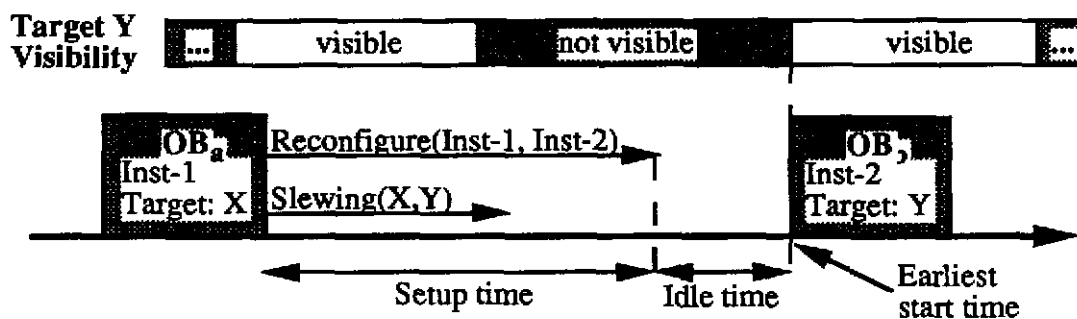 Target Y
Visibility
...
visible
not visible
visible
...
OBa
Inst-1
Target: X
Reconfigure(Inst-1, Inst-2)
Slewing(X,Y)
OBb
Inst-2
Target: Y
Setup time
Idle time
Earliest
start time